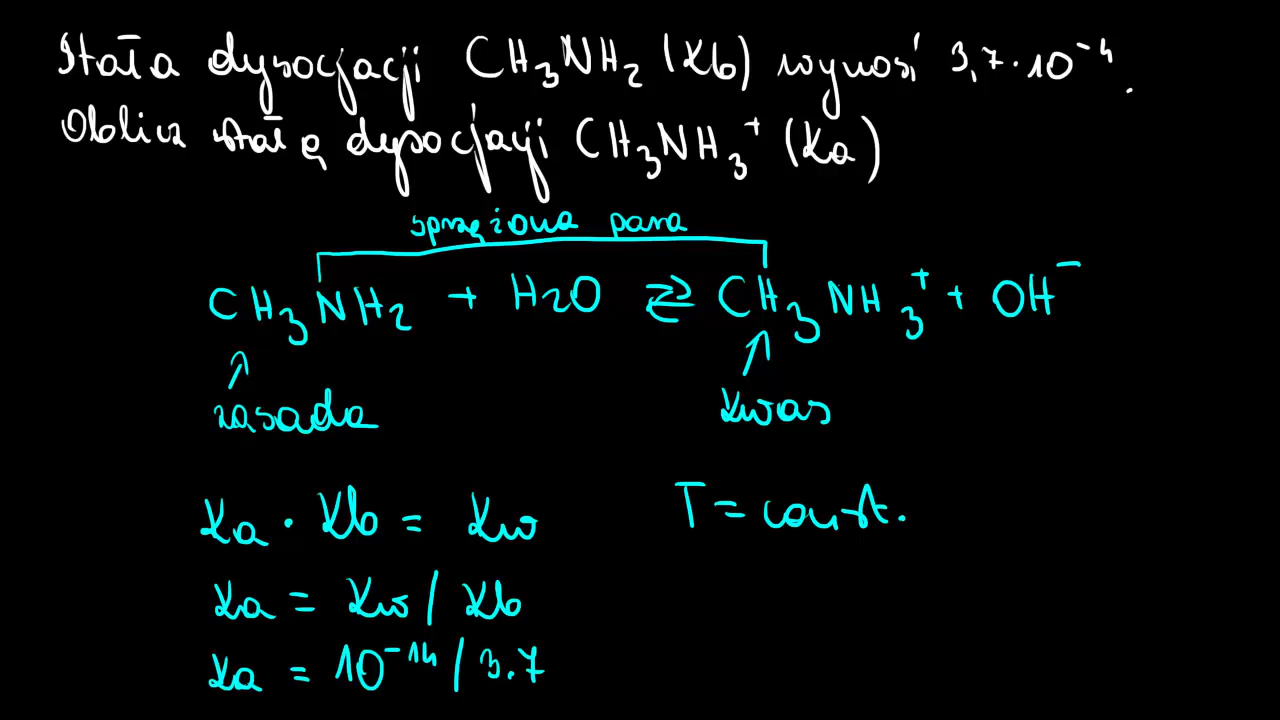 Stała dysocjacji CH₃NH₂ (Kb) wynosi 3,7·10⁻⁴.
Oblicz stałą dysocjacji CH₃NH₃⁺ (Ka)
sprzężona para
CH₃NH₂ + H₂O ⇌ CH₃NH₃⁺ + OH⁻
zasada kwas
Ka · Kb = Kw T = const.
Ka = Kw / Kb
Ka = 10⁻¹⁴ / 3.7